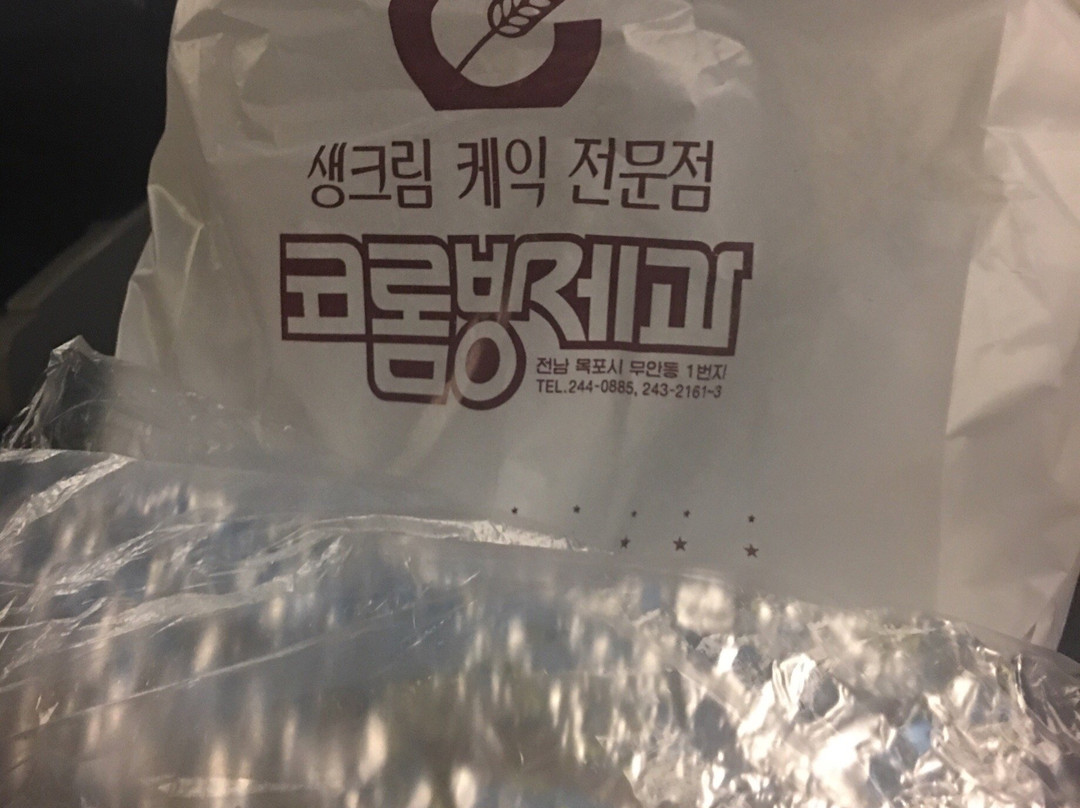 생크림 케익 전문점
코롬방제과
전남 목포시 무안동 1번지
TEL.244-0885, 243-2161~3